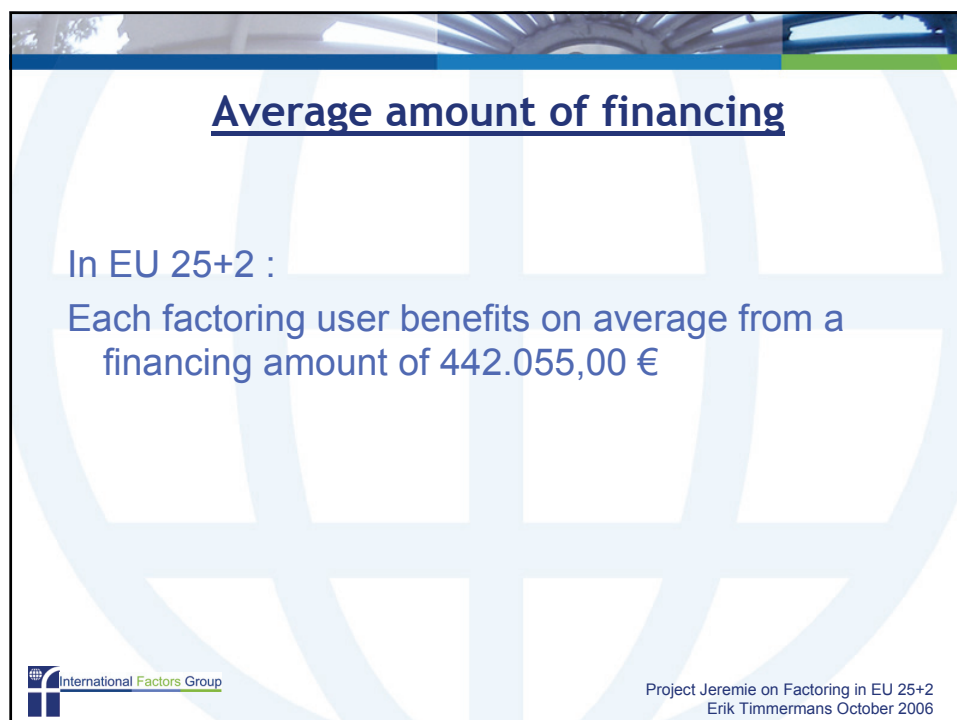 Average amount of financing
In EU 25+2 :
Each factoring user benefits on average from a
financing amount of 442.055,00 €
International Factors Group
Project Jeremie on Factoring in EU 25+2
Erik Timmermans October 2006